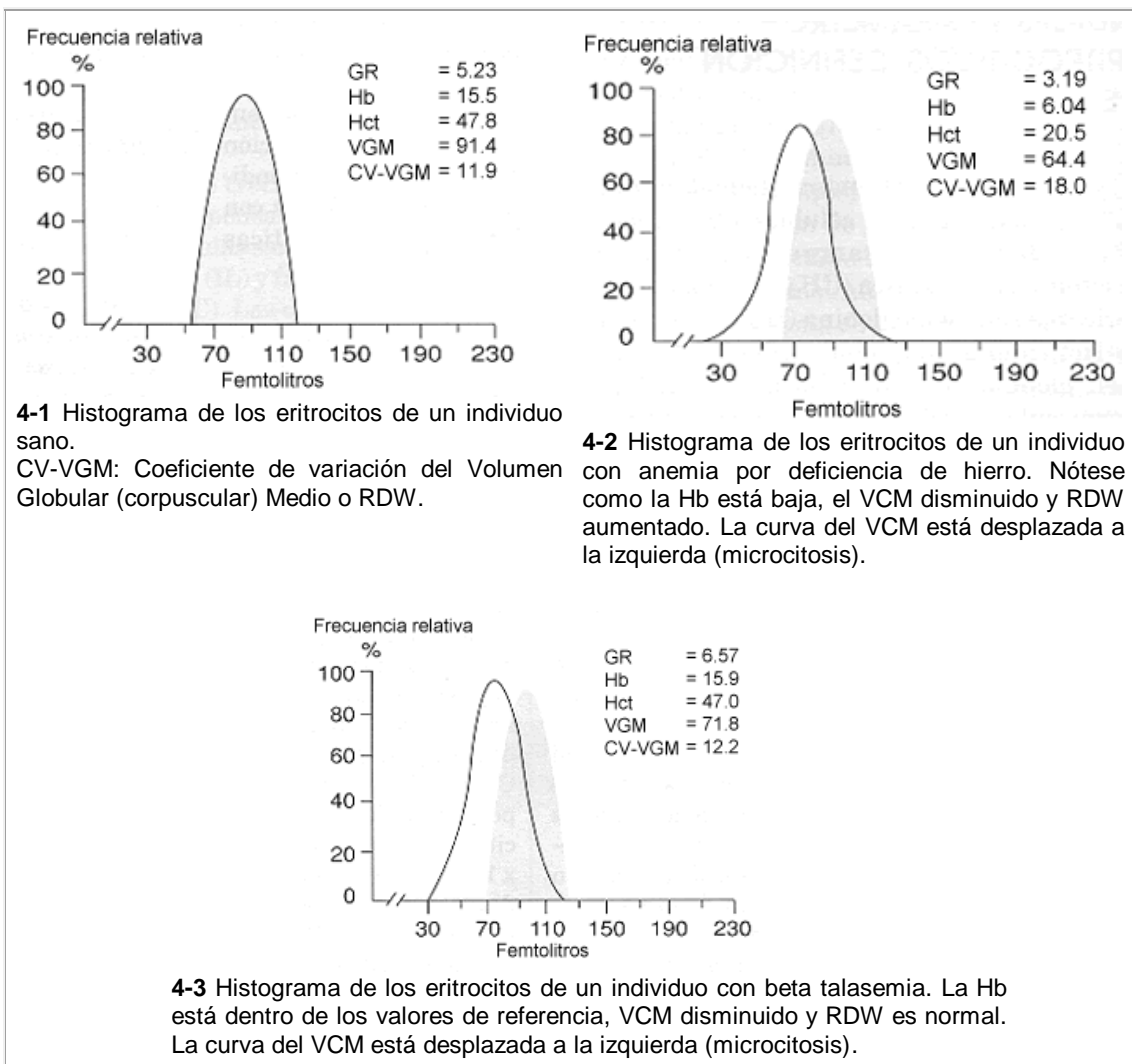 Frecuencia relativa
%
100
80
60
40
20
0
30 70 110 150 190 230
Femtolitros
GR = 5.23
Hb = 15.5
Hct = 47.8
VGM = 91.4
CV-VGM = 11.9
4-1 Histograma de los eritrocitos de un individuo
sano.
CV-VGM: Coeficiente de variación del Volumen
Globular (corpuscular) Medio o RDW.
Frecuencia relativa
%
100
80
60
40
20
0
30 70 110 150 190 230
Femtolitros
GR = 3.19
Hb = 6.04
Hct = 20.5
VGM = 64.4
CV-VGM = 18.0
4-2 Histograma de los eritrocitos de un individuo
con anemia por deficiencia de hierro. Nótese
como la Hb está baja, el VCM disminuido y RDW
aumentado. La curva del VCM está desplazada a
la izquierda (microcitosis).
Frecuencia relativa
%
100
80
60
40
20
0
30 70 110 150 190 230
Femtolitros
GR = 6.57
Hb = 15.9
Hct = 47.0
VGM = 71.8
CV-VGM = 12.2
4-3 Histograma de los eritrocitos de un individuo con beta talasemia. La Hb
está dentro de los valores de referencia, VCM disminuido y RDW es normal.
La curva del VCM está desplazada a la izquierda (microcitosis).